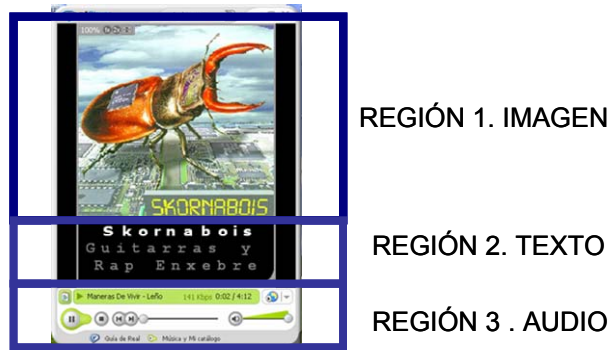 100%
SKORNABOIS
REGIÓN 1. IMAGEN
Skornabois
Guitarras y
Rap Enxebre
REGIÓN 2. TEXTO
Maneras De Vivir - Leño 141 Kbps 0:02 / 4:12
REGIÓN 3 . AUDIO
Guía de Real Música y Mi catálogo